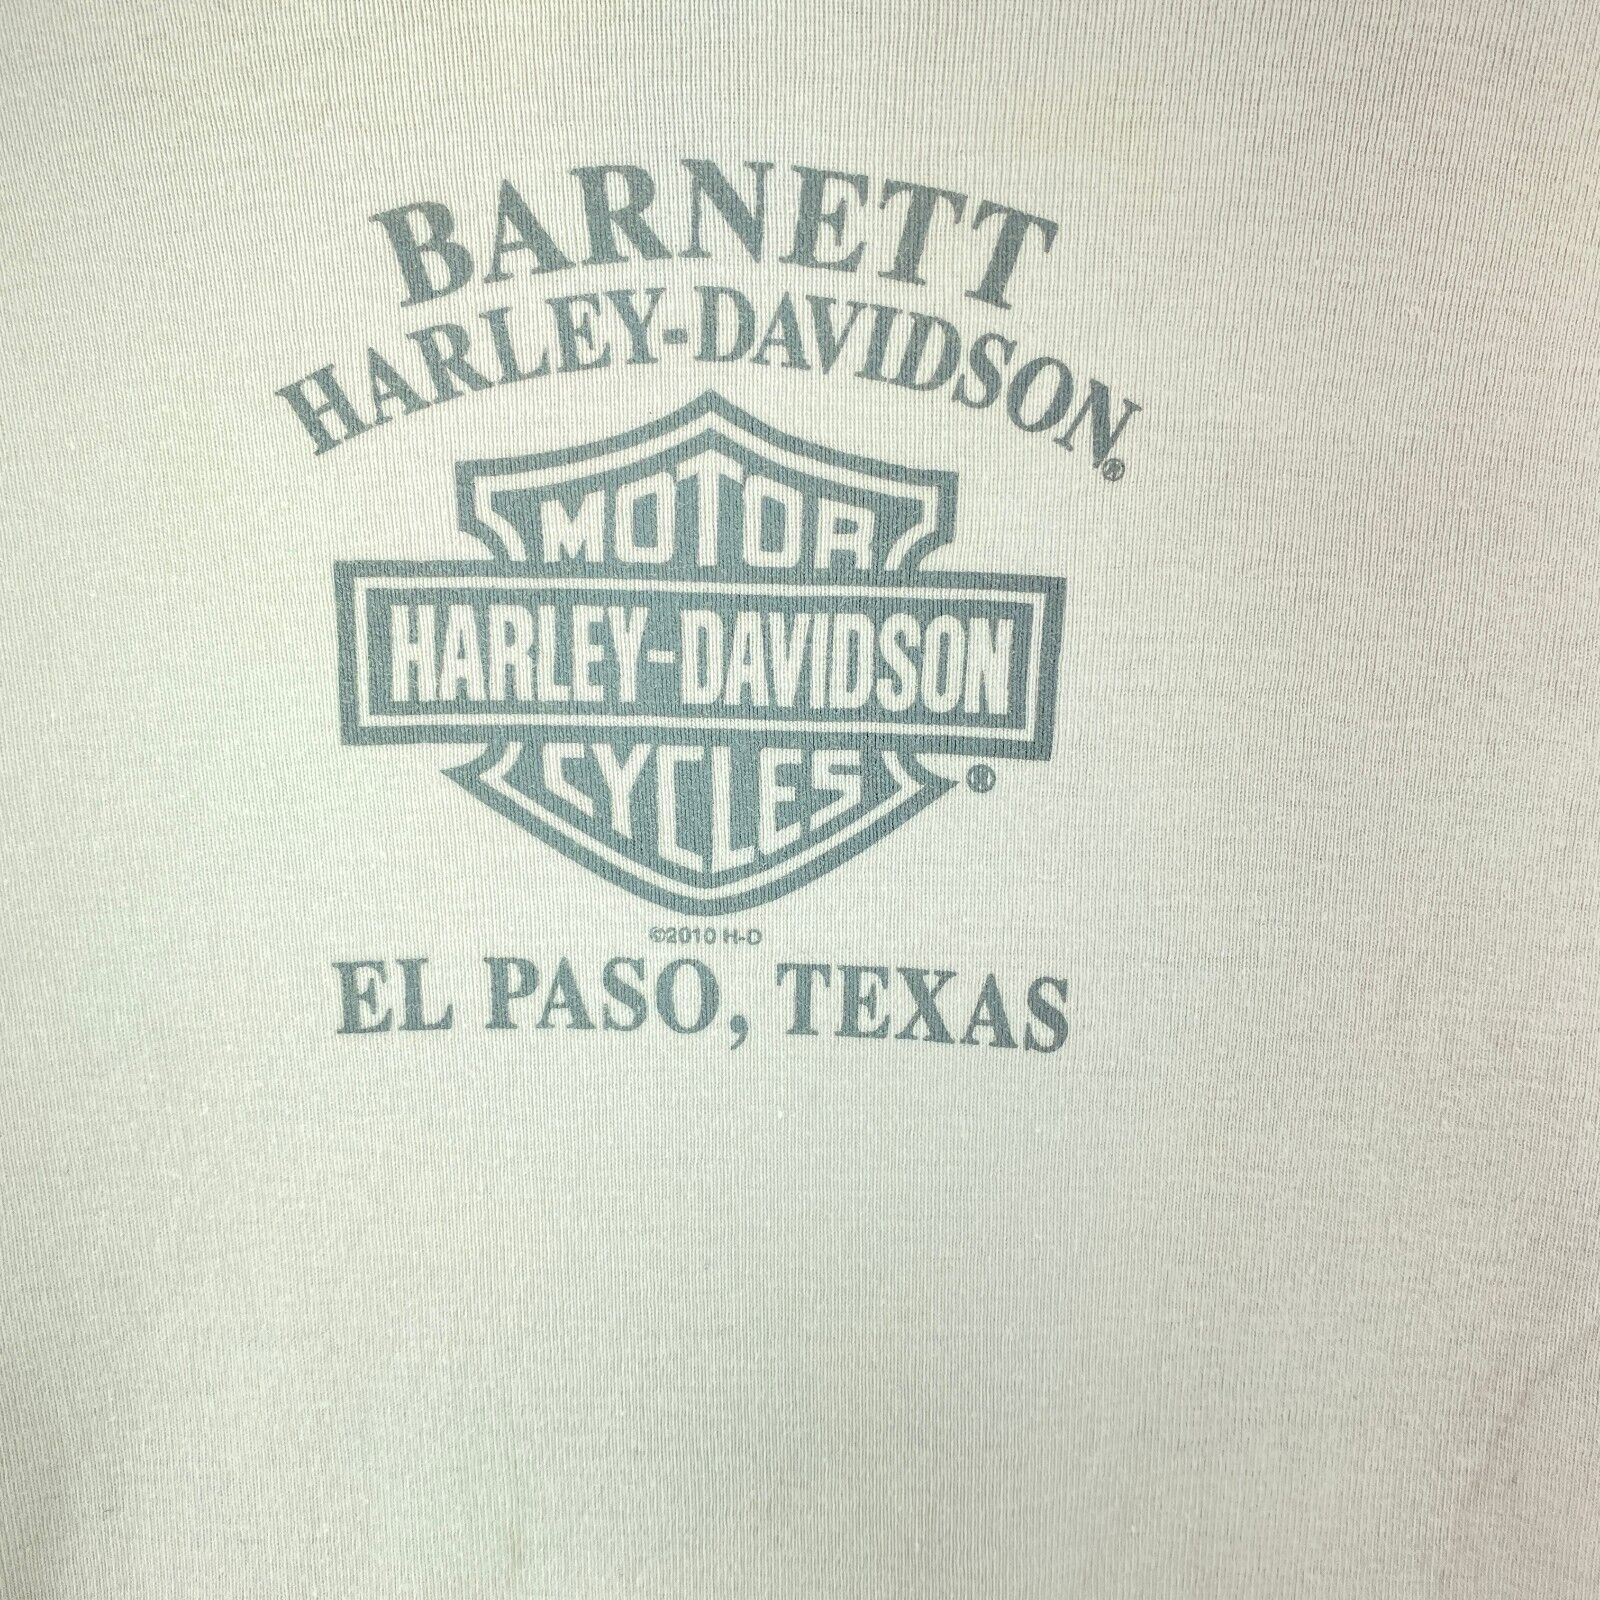 BARNETT
HARLEY-DAVIDSON®
MOTOR
HARLEY-DAVIDSON
CYCLES
®
©2010 H-D
EL PASO, TEXAS